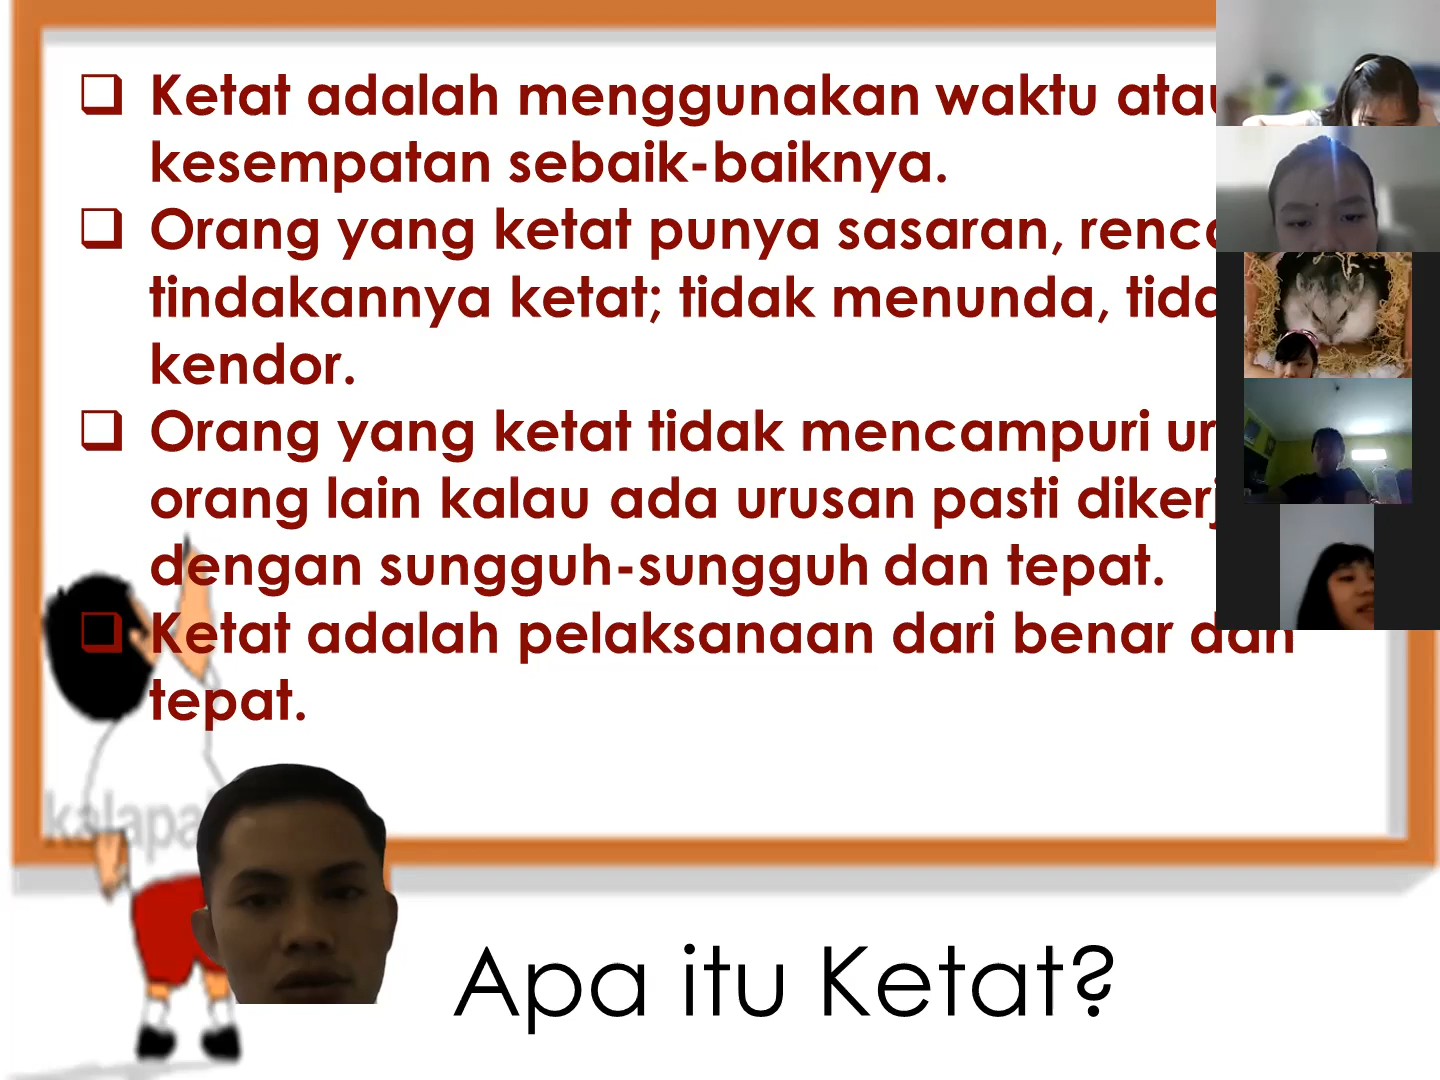 Ketat adalah menggunakan waktu atau
kesempatan sebaik-baiknya.
Orang yang ketat punya sasaran,
tindakannya ketat; tidak menunda,
kendor.
Orang yang ketat tidak mencampuri
orang lain kalau ada urusan pasti
dengan sungguh-sungguh dan tepat.
Ketat adalah pelaksanaan dari benar dan
tepat.
Apa itu Ketat?